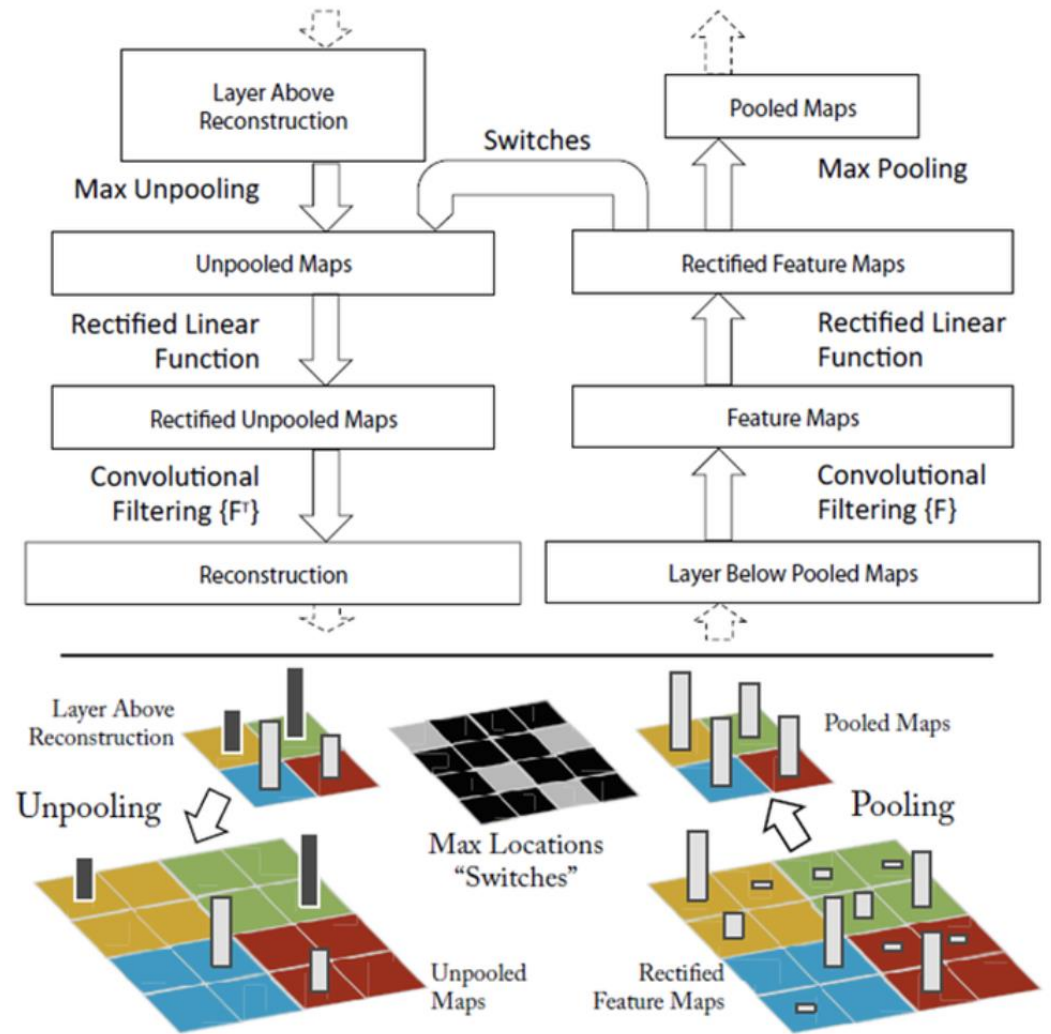 Layer Above
Reconstruction
Pooled Maps
Switches
Max Unpooling
Max Pooling
Unpooled Maps
Rectified Feature Maps
Rectified Linear
Function
Rectified Linear
Function
Rectified Unpooled Maps
Feature Maps
Convolutional
Filtering {Fᵀ}
Convolutional
Filtering {F}
Reconstruction
Layer Below Pooled Maps
Layer Above
Reconstruction
Pooled Maps
Unpooling
Pooling
Max Locations
“Switches”
Unpooled
Maps
Rectified
Feature Maps